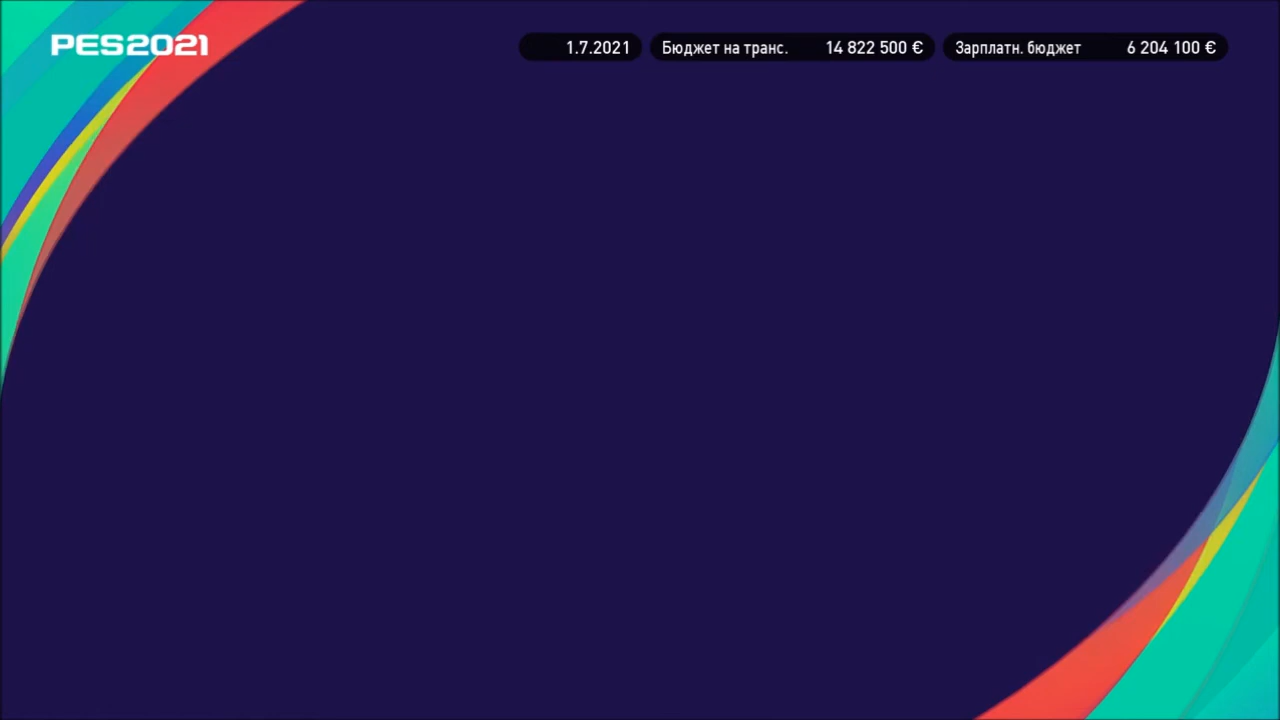 PES2021
1.7.2021 Бюджет на транс. 14 822 500 € Зарплатн. бюджет 6 204 100 €